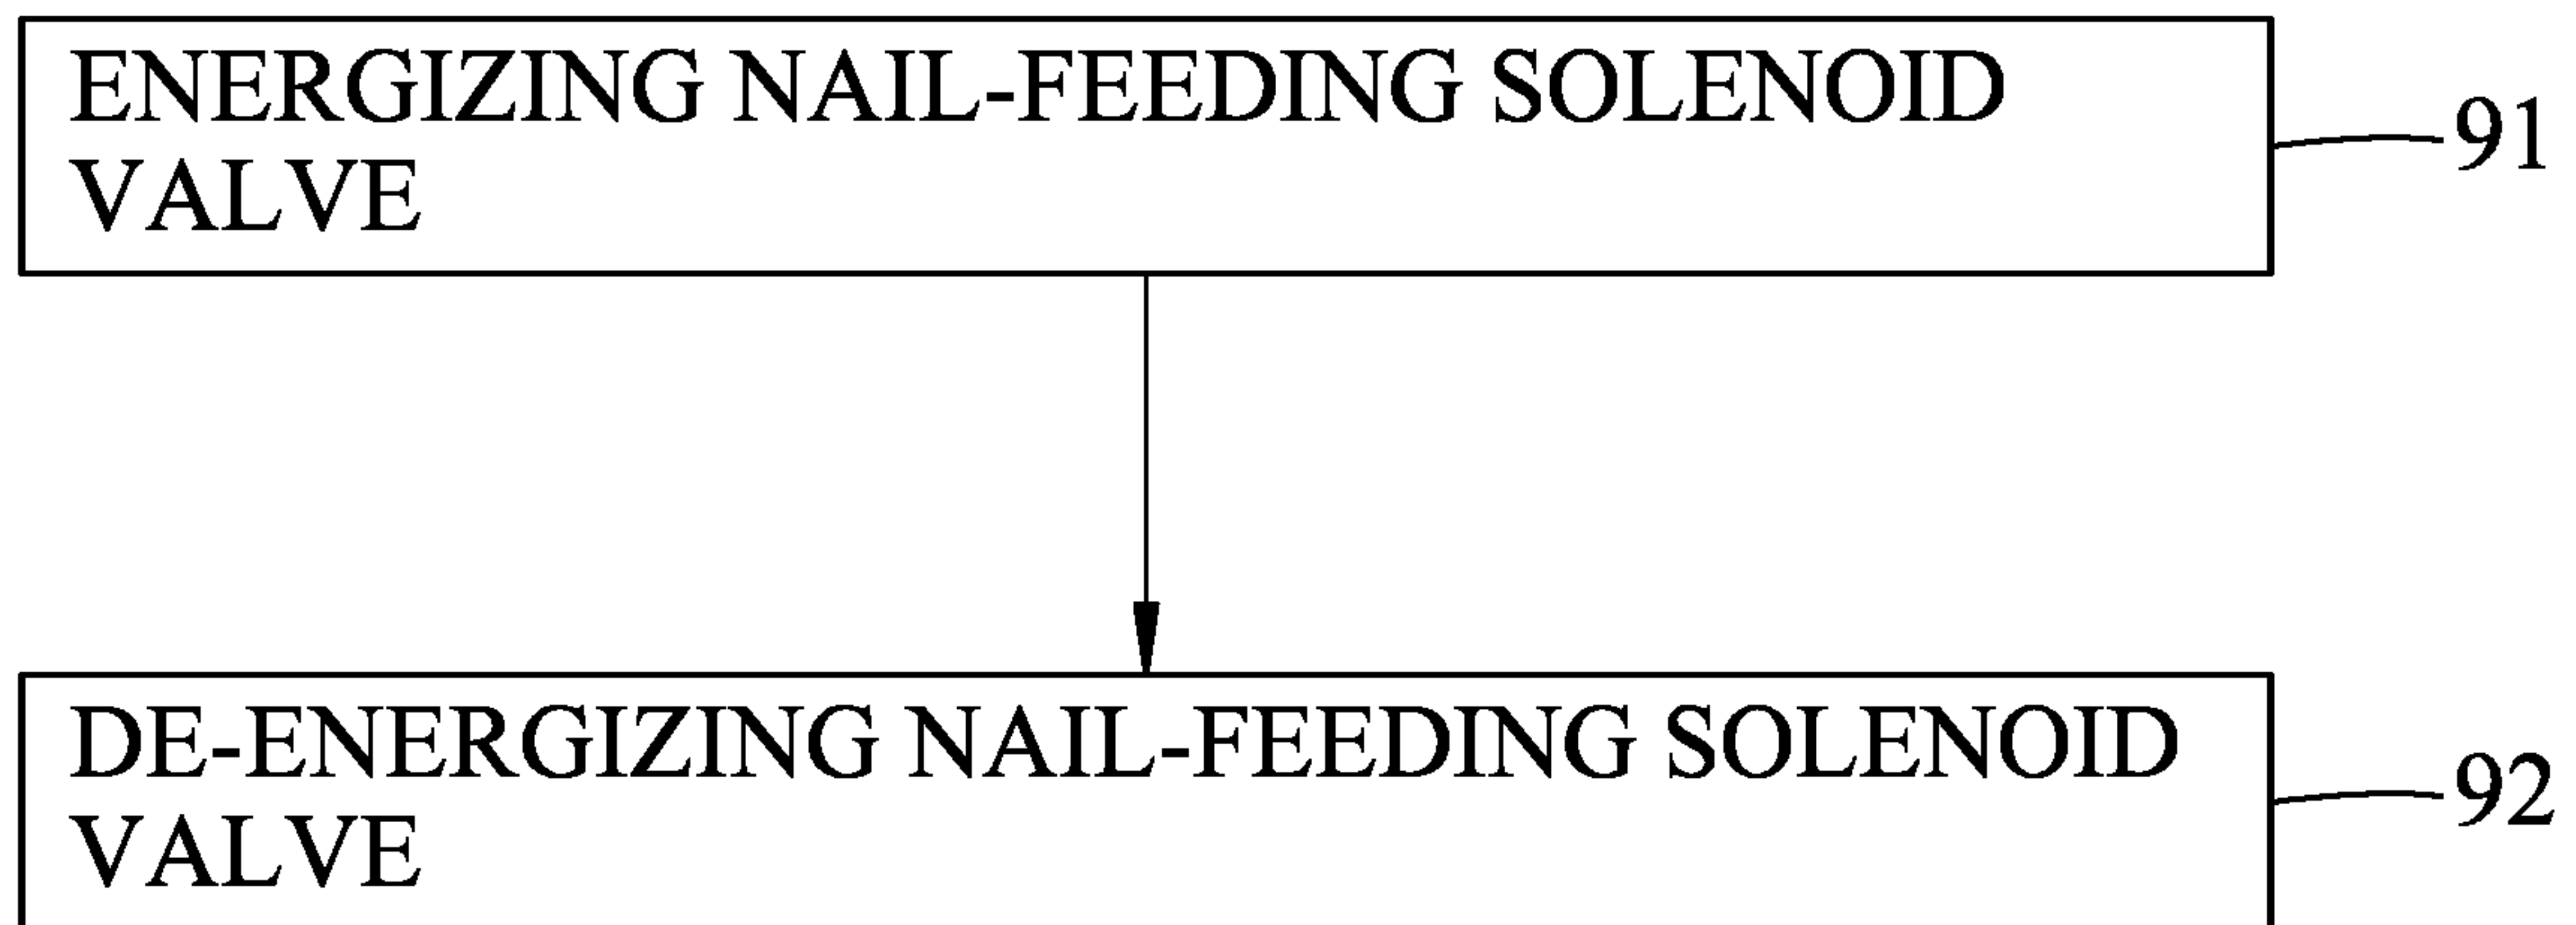 ENERGIZING NAIL-FEEDING SOLENOID
VALVE
91
DE-ENERGIZING NAIL-FEEDING SOLENOID
VALVE
92